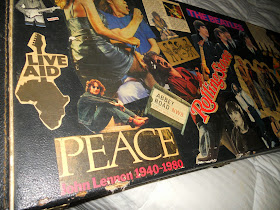 THE BEATLES
LIVE
AID
ABBEY
ROAD NW8
Rolling Stone
PEACE
John Lennon 1940-1980